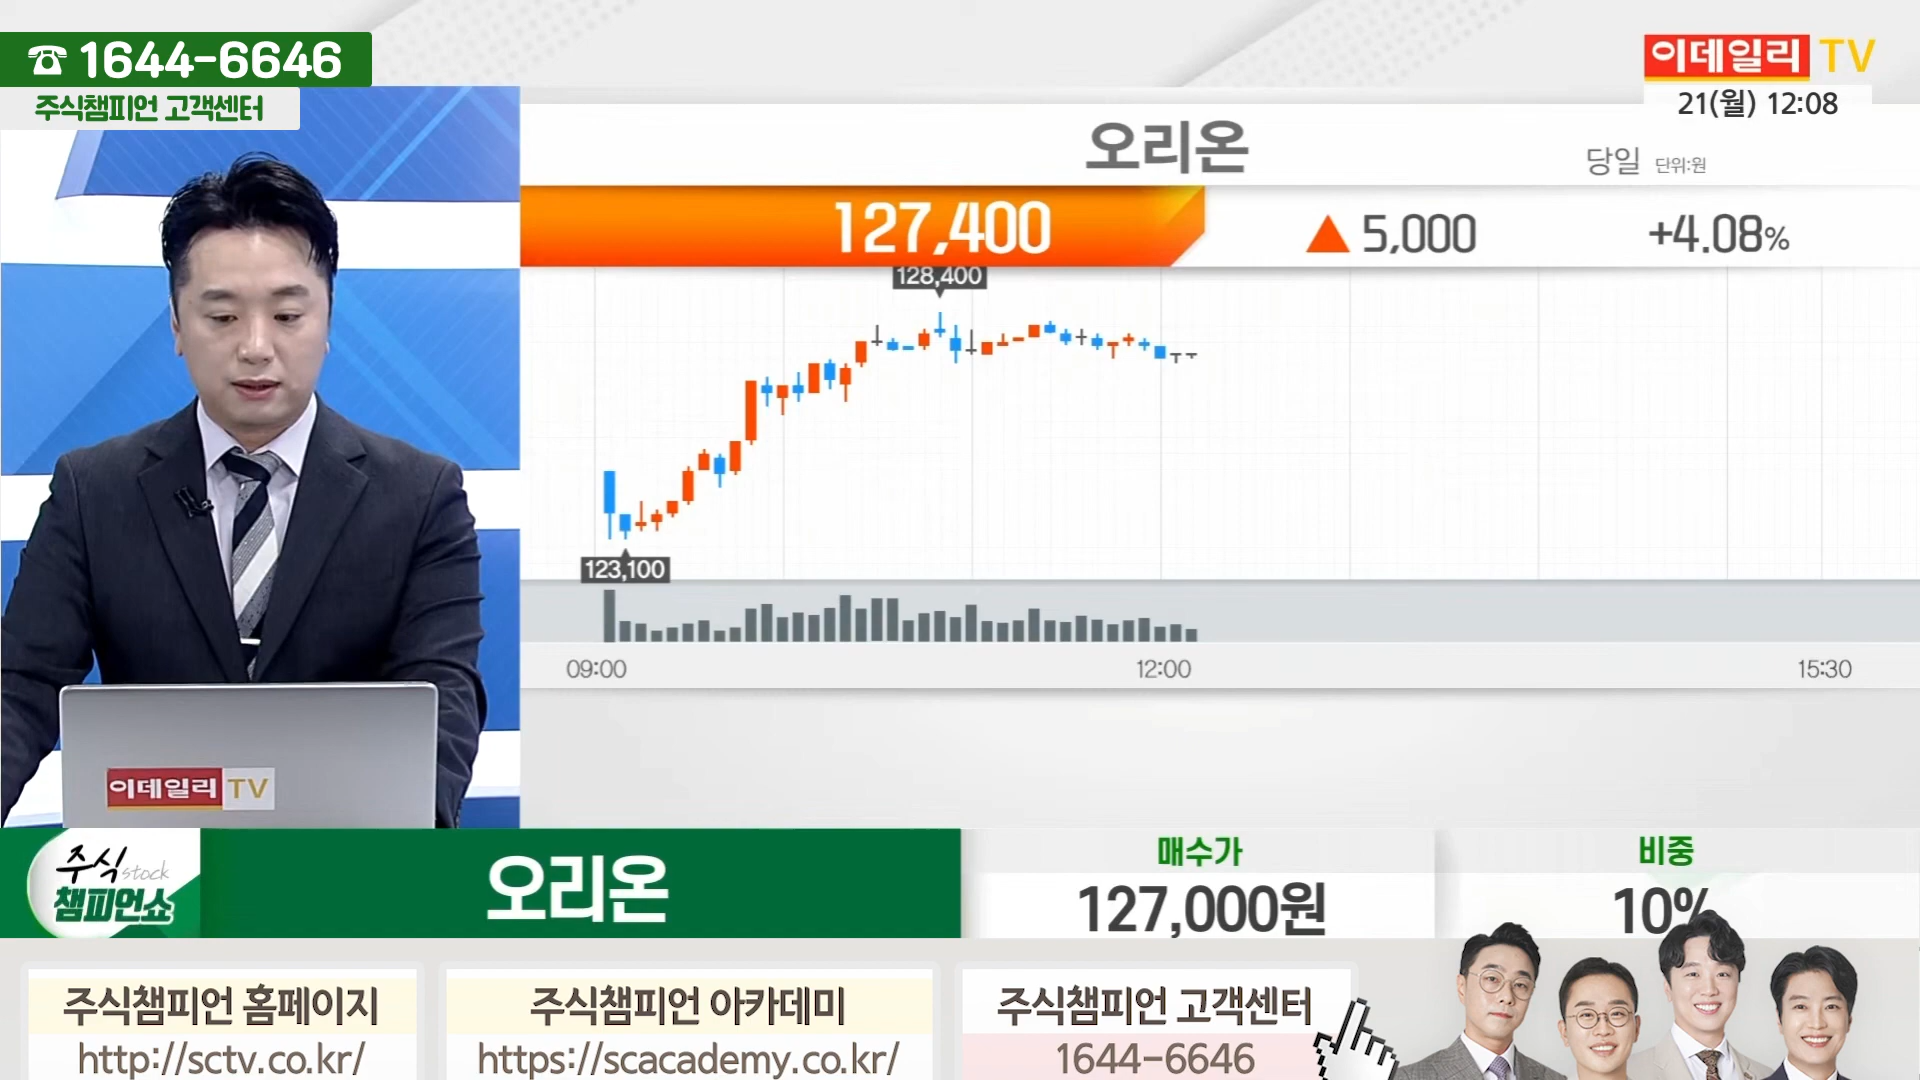 ☎ 1644-6646
주식챔피언 고객센터
이데일리 TV
21(월) 12:08
오리온
당일 단위:원
127,400 ▲ 5,000 +4.08%
128,400
123,100
09:00 12:00 15:30
이데일리 TV
주식 stock
챔피언쇼
오리온
매수가
127,000원
비중
10%
주식챔피언 홈페이지
http://sctv.co.kr/
주식챔피언 아카데미
https://scacademy.co.kr/
주식챔피언 고객센터
1644-6646